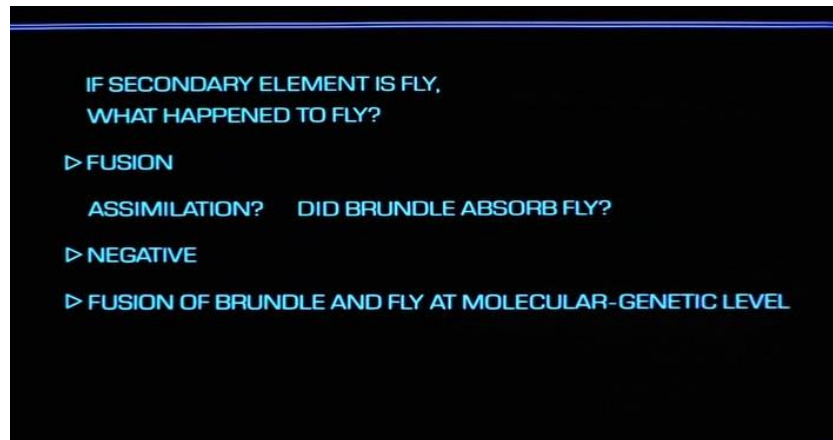 IF SECONDARY ELEMENT IS FLY,
WHAT HAPPENED TO FLY?
▷ FUSION
ASSIMILATION? DID BRUNDLE ABSORB FLY?
▷ NEGATIVE
▷ FUSION OF BRUNDLE AND FLY AT MOLECULAR-GENETIC LEVEL